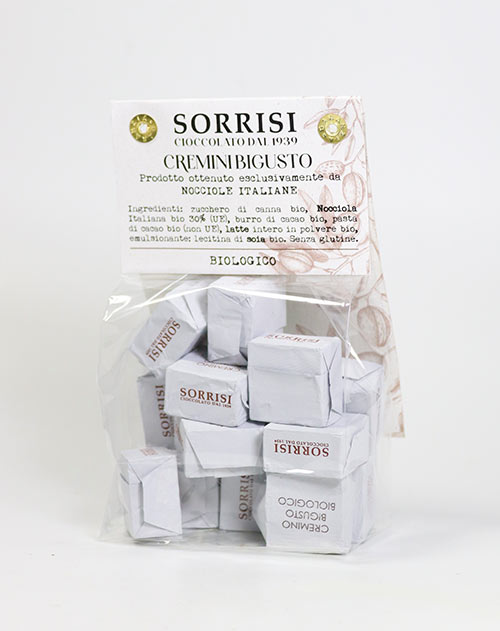 SORRISI
CIOCCOLATO DAL 1939
CREMINI BIGUSTO
Prodotto ottenuto esclusivamente da
NOCCIOLE ITALIANE
Ingredienti: zucchero di canna bio, Nocciola
Italiana bio 30% (UE), burro di cacao bio, pasta
di cacao bio (non UE), latte intero in polvere bio,
emulsionante: lecitina di soia bio. Senza glutine.
BIOLOGICO
SORRISI
SORRISI
CIOCCOLATO DAL 1939
SORRISI
SORRISI
CIOCCOLATO DAL 1939
SORRISI
CREMINO
BIGUSTO
BIOLOGICO